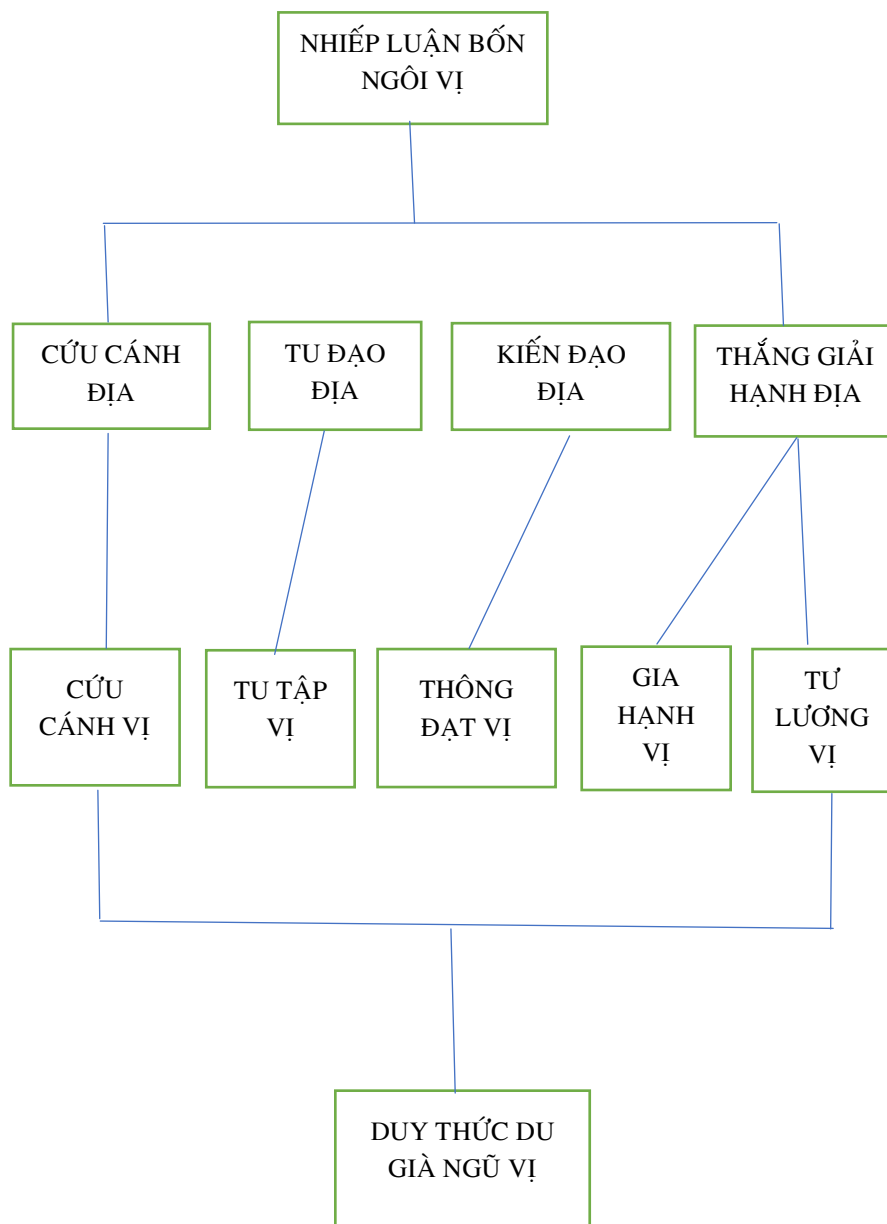 NHIẾP LUẬN BỐN
NGÔI VỊ
CỨU CÁNH
ĐỊA
TU ĐẠO
ĐỊA
KIẾN ĐẠO
ĐỊA
THẮNG GIẢI
HẠNH ĐỊA
CỨU
CÁNH VỊ
TU TẬP
VỊ
THÔNG
ĐẠT VỊ
GIA
HẠNH
VỊ
TƯ
LƯƠNG
VỊ
DUY THỨC DU
GIÀ NGŨ VỊ